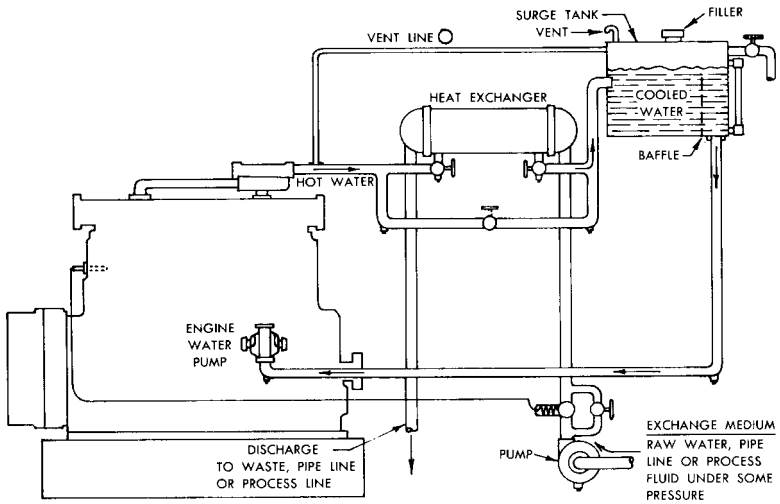 SURGE TANK
FILLER
VENT LINE
VENT
HEAT EXCHANGER
COOLED
WATER
BAFFLE
HOT WATER
ENGINE
WATER
PUMP
DISCHARGE
TO WASTE, PIPE LINE
OR PROCESS LINE
PUMP
EXCHANGE MEDIUM
RAW WATER, PIPE
LINE OR PROCESS
FLUID UNDER SOME
PRESSURE